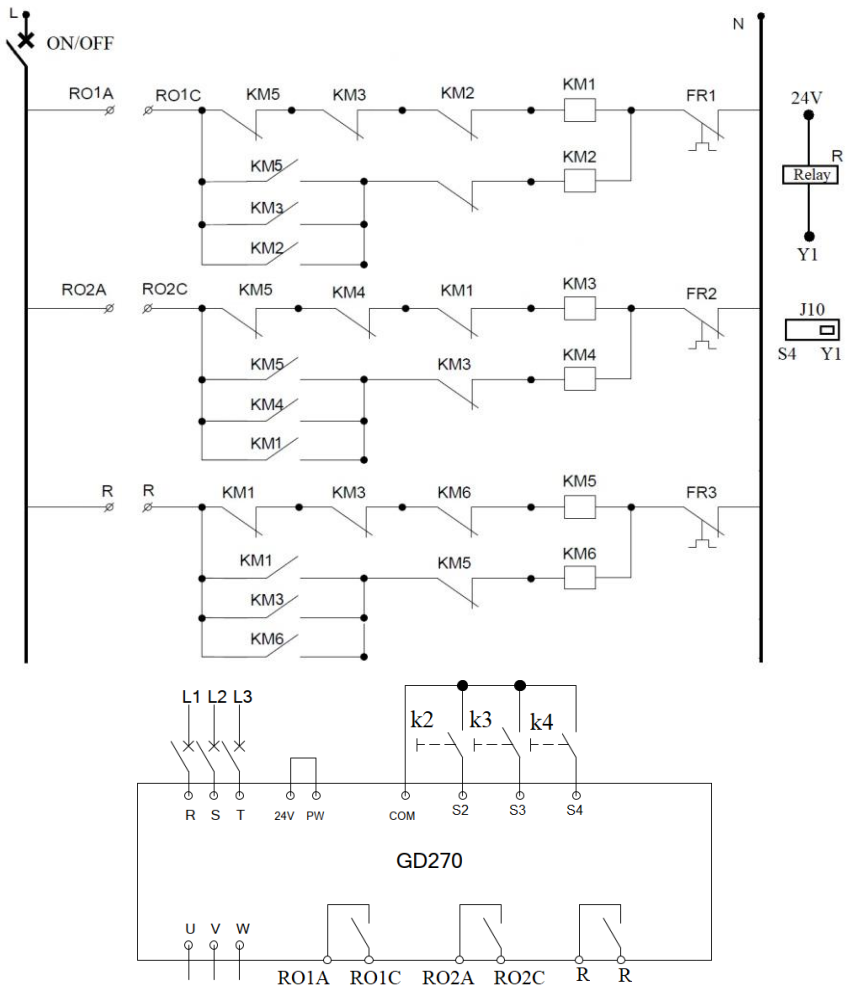 L
ON/OFF
N
RO1A RO1C KM5 KM3 KM2 KM1 FR1
24V
KM5 KM2
R
Relay
KM3
KM2
Y1
RO2A RO2C KM5 KM4 KM1 KM3 FR2
J10
S4 Y1
KM5 KM3 KM4
KM4
KM1
R R KM1 KM3 KM6 KM5 FR3
KM1 KM5 KM6
KM3
KM6
L1 L2 L3
k2 k3 k4
R S T 24V PW COM S2 S3 S4
GD270
U V W
RO1A RO1C RO2A RO2C R R